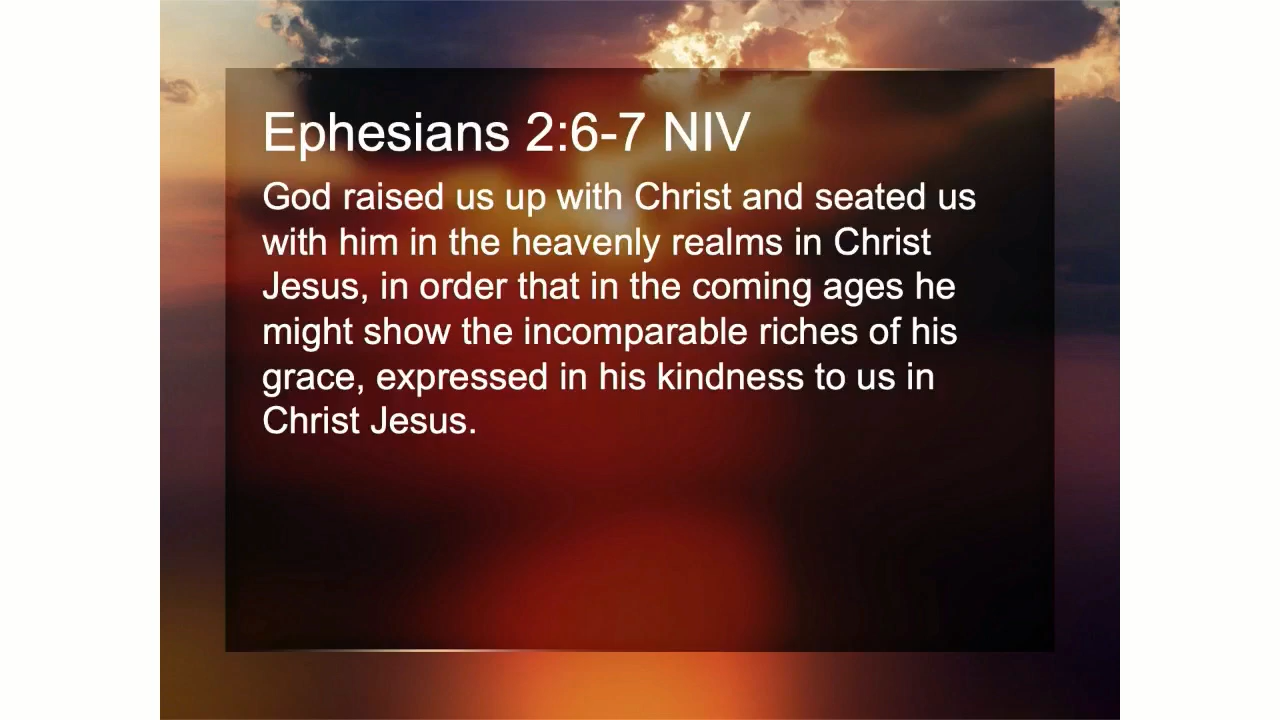 Ephesians 2:6-7 NIV
God raised us up with Christ and seated us
with him in the heavenly realms in Christ
Jesus, in order that in the coming ages he
might show the incomparable riches of his
grace, expressed in his kindness to us in
Christ Jesus.